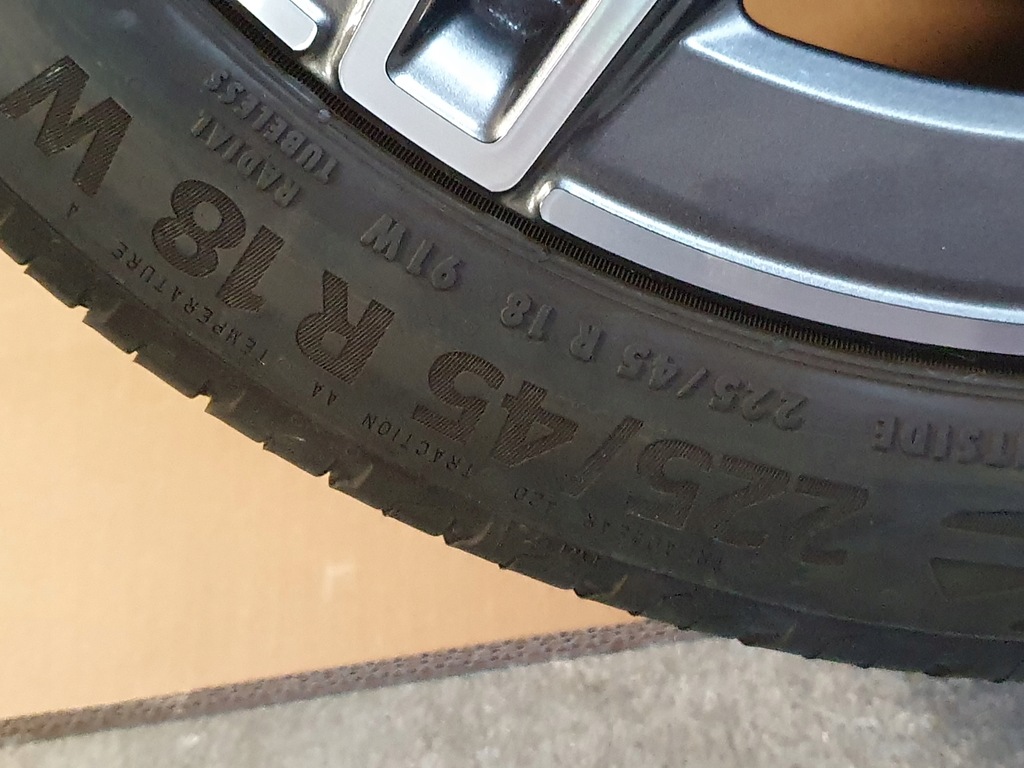 225/45 R 18 W
225/45 R 18 91W
RADIAL
TUBELESS
TRACTION AA
TEMPERATURE A